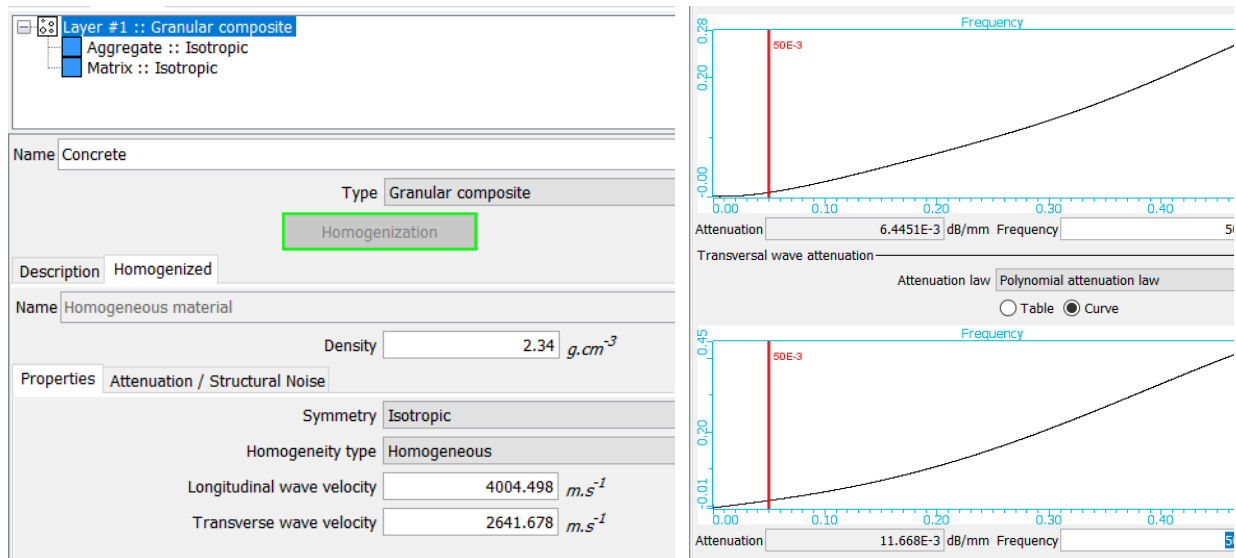 Layer #1 :: Granular composite
Aggregate :: Isotropic
Matrix :: Isotropic
Name Concrete
Type Granular composite
Homogenization
Description Homogenized
Name Homogeneous material
Density 2.34 g.cm-3
Properties Attenuation / Structural Noise
Symmetry Isotropic
Homogeneity type Homogeneous
Longitudinal wave velocity 4004.498 m.s-1
Transverse wave velocity 2641.678 m.s-1
Frequency
0.28
50E-3
0.20
-0.00
0.00 0.10 0.20 0.30 0.40
Attenuation 6.4451E-3 dB/mm Frequency
Transversal wave attenuation
Attenuation law Polynomial attenuation law
Table Curve
Frequency
0.45
50E-3
0.20
-0.01
0.00 0.10 0.20 0.30 0.40
Attenuation 11.668E-3 dB/mm Frequency